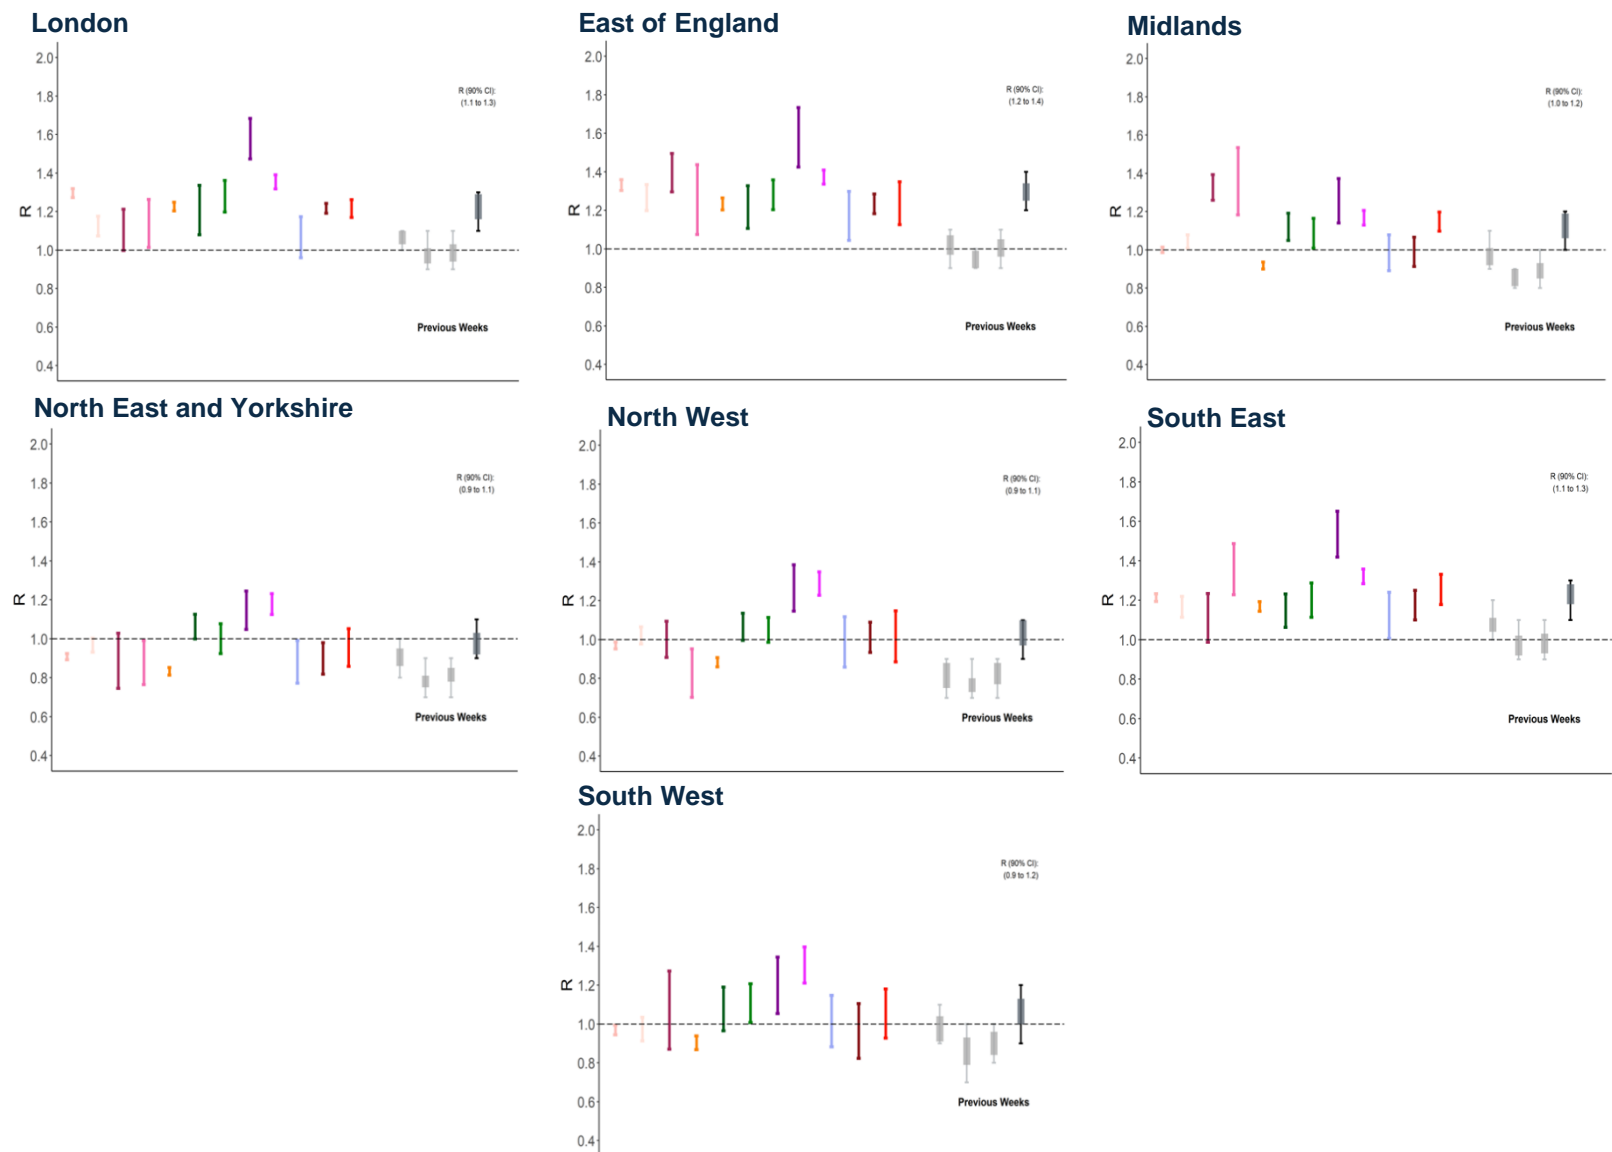 London
2.0
1.8
1.6
1.4
1.2
1.0
0.8
0.6
0.4
R
R (90% CI):
(1.1 to 1.3)
Previous Weeks
East of England
2.0
1.8
1.6
1.4
1.2
1.0
0.8
0.6
0.4
R
R (90% CI):
(1.2 to 1.4)
Previous Weeks
Midlands
2.0
1.8
1.6
1.4
1.2
1.0
0.8
0.6
0.4
R
R (90% CI):
(1.0 to 1.2)
Previous Weeks
North East and Yorkshire
2.0
1.8
1.6
1.4
1.2
1.0
0.8
0.6
0.4
R
R (90% CI):
(0.9 to 1.1)
Previous Weeks
North West
2.0
1.8
1.6
1.4
1.2
1.0
0.8
0.6
0.4
R
R (90% CI):
(0.9 to 1.1)
Previous Weeks
South East
2.0
1.8
1.6
1.4
1.2
1.0
0.8
0.6
0.4
R
R (90% CI):
(1.1 to 1.3)
Previous Weeks
South West
2.0
1.8
1.6
1.4
1.2
1.0
0.8
0.6
0.4
R
R (90% CI):
(0.9 to 1.2)
Previous Weeks